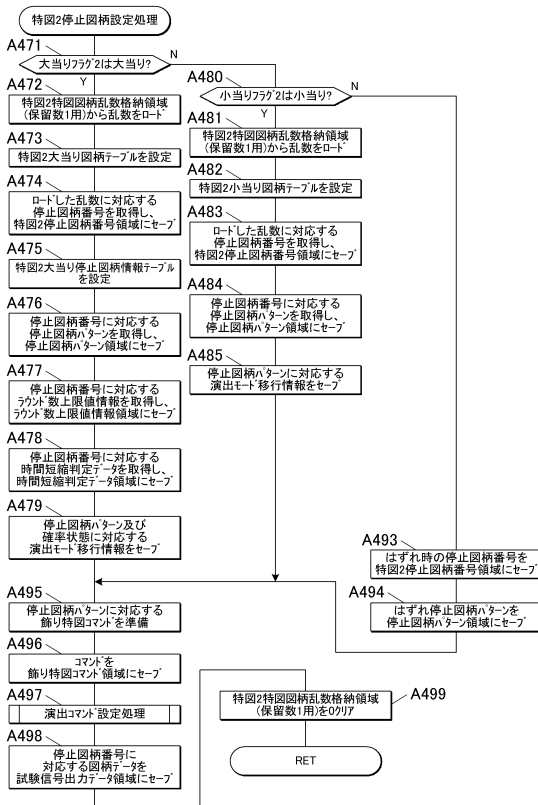 特図2停止図柄設定処理
A471
大当りフラグ2は大当り?
N
Y
A472
特図2特図図柄乱数格納領域
(保留数1用)から乱数をロード
A473
特図2大当り図柄テーブルを設定
A474
ロードした乱数に対応する
停止図柄番号を取得し、
特図2停止図柄番号領域にセーブ
A475
特図2大当り停止図柄情報テーブル
を設定
A476
停止図柄番号に対応する
停止図柄パターンを取得し、
停止図柄パターン領域にセーブ
A477
停止図柄番号に対応する
ラウンド数上限値情報を取得し、
ラウンド数上限値情報領域にセーブ
A478
停止図柄番号に対応する
時間短縮判定データを取得し、
時間短縮判定データ領域にセーブ
A479
停止図柄パターン及び
確率状態に対応する
演出モード移行情報をセーブ
A480
小当りフラグ2は小当り?
N
Y
A481
特図2特図図柄乱数格納領域
(保留数1用)から乱数をロード
A482
特図2小当り図柄テーブルを設定
A483
ロードした乱数に対応する
停止図柄番号を取得し、
特図2停止図柄番号領域にセーブ
A484
停止図柄番号に対応する
停止図柄パターンを取得し、
停止図柄パターン領域にセーブ
A485
停止図柄パターンに対応する
演出モード移行情報をセーブ
A493
はずれ時の停止図柄番号を
特図2停止図柄番号領域にセーブ
A494
はずれ停止図柄パターンを
停止図柄パターン領域にセーブ
A495
停止図柄パターンに対応する
飾り特図コマンドを準備
A496
コマンドを
飾り特図コマンド領域にセーブ
A497
演出コマンド設定処理
A498
停止図柄番号に
対応する図柄データを
試験信号出力データ領域にセーブ
A499
特図2特図図柄乱数格納領域
(保留数1用)を0クリア
RET